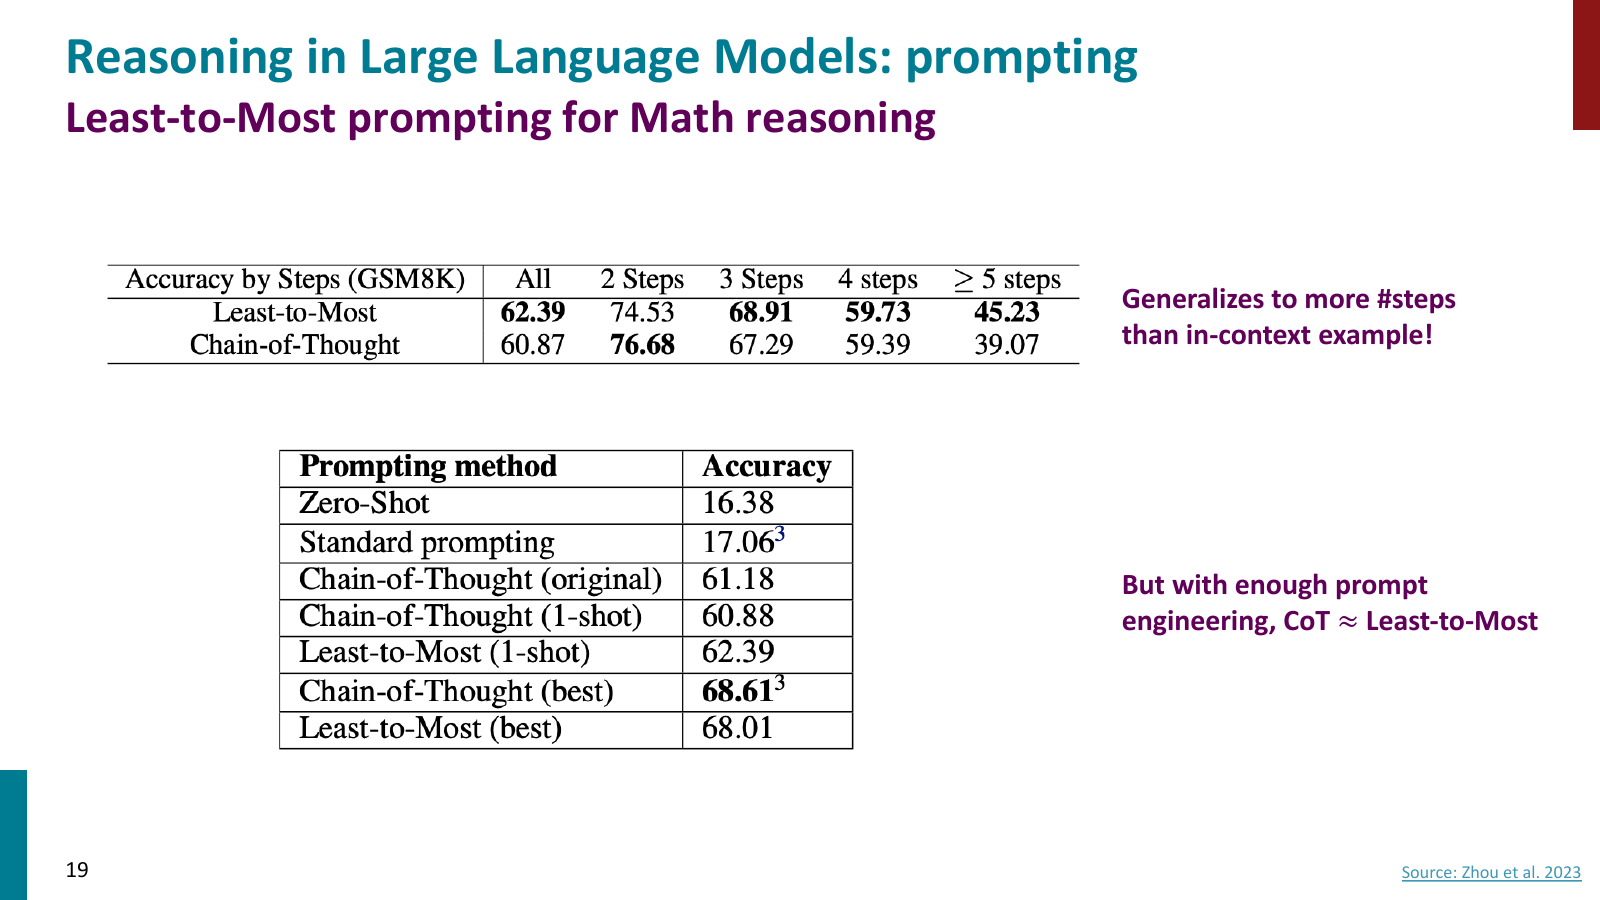 Reasoning in Large Language Models: prompting
Least-to-Most prompting for Math reasoning
Accuracy by Steps (GSM8K) All 2 Steps 3 Steps 4 steps ≥ 5 steps
Least-to-Most 62.39 74.53 68.91 59.73 45.23
Chain-of-Thought 60.87 76.68 67.29 59.39 39.07
Generalizes to more #steps
than in-context example!
Prompting method Accuracy
Zero-Shot 16.38
Standard prompting 17.06³
Chain-of-Thought (original) 61.18
Chain-of-Thought (1-shot) 60.88
Least-to-Most (1-shot) 62.39
Chain-of-Thought (best) 68.61³
Least-to-Most (best) 68.01
But with enough prompt
engineering, CoT ≈ Least-to-Most
19
Source: Zhou et al. 2023